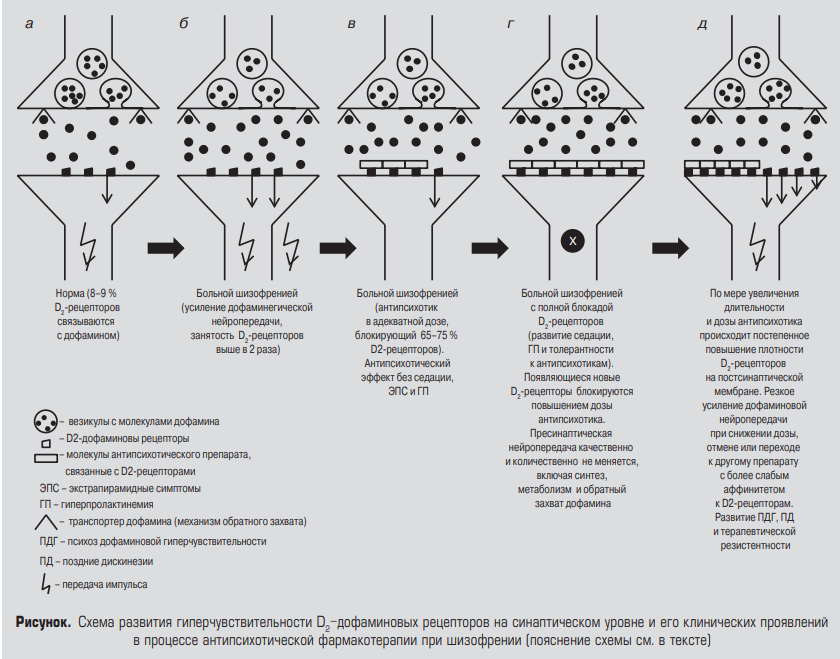 а
б
в
г
д
X
Норма (8–9 %
D2-рецепторов
связываются
с дофамином)
Больной шизофренией
(усиление дофаминегической
нейропередачи,
занятость D2-рецепторов
выше в 2 раза)
Больной шизофренией
(антипсихотик
в адекватной дозе,
блокирующий 65–75 %
D2-рецепторов).
Антипсихотический
эффект без седации,
ЭПС и ГП
Больной шизофренией
с полной блокадой
D2-рецепторов
(развитие седации,
ГП и толерантности
к антипсихотикам).
Появляющиеся новые
D2-рецепторы блокируются
повышением дозы
антипсихотика.
Пресинаптическая
нейропередача качественно
и количественно не меняется,
включая синтез,
метаболизм и обратный
захват дофамина
По мере увеличения
длительности
и дозы антипсихотика
происходит постепенное
повышение плотности
D2-рецепторов
на постсинаптической
мембране. Резкое
усиление дофаминовой
нейропередачи
при снижении дозы,
отмене или переходе
к другому препарату
с более слабым
аффинитетом
к D2-рецепторам.
Развитие ПДГ, ПД
и терапевтической
резистентности
– везикулы с молекулами дофамина
– D2-дофаминовы рецепторы
– молекулы антипсихотического препарата,
связанные с D2-рецепторами
ЭПС – экстрапирамидные симптомы
ГП – гиперпролактинемия
– транспортер дофамина (механизм обратного захвата)
ПДГ – психоз дофаминовой гиперчувствительности
ПД – поздние дискинезии
– передача импульса
Рисунок. Схема развития гиперчувствительности D2–дофаминовых рецепторов на синаптическом уровне и его клинических проявлений
в процессе антипсихотической фармакотерапии при шизофрении (пояснение схемы см. в тексте)